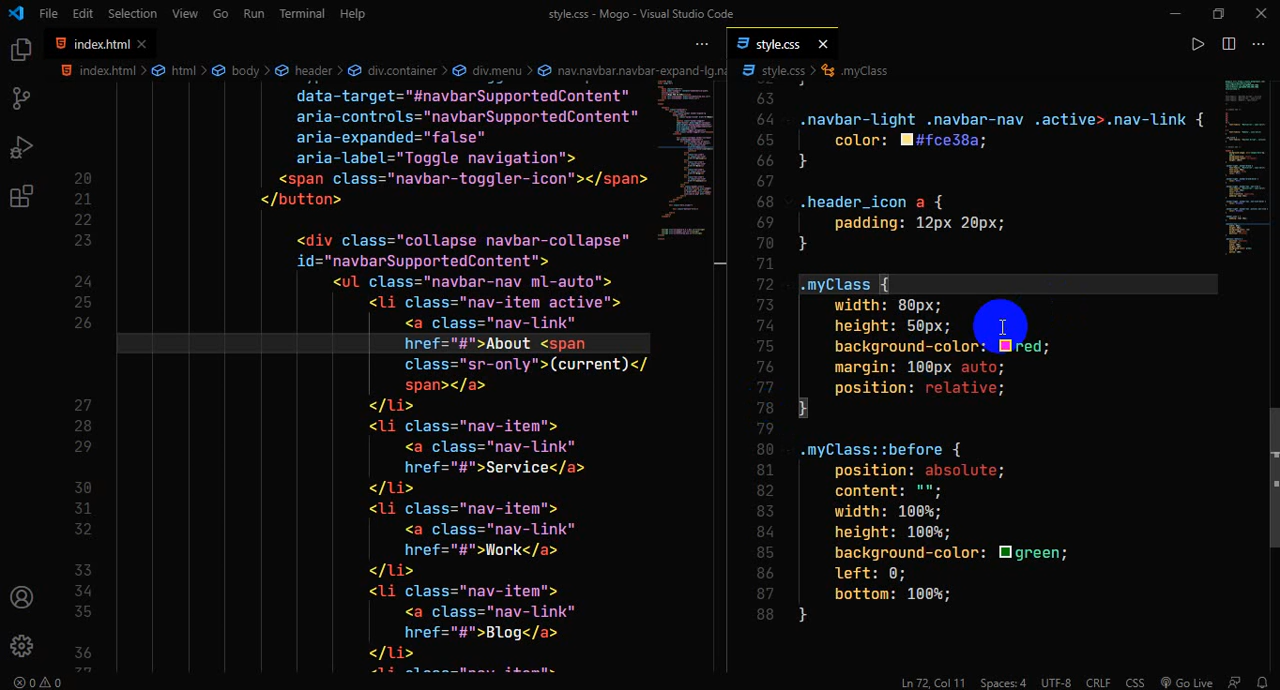 File Edit Selection View Go Run Terminal Help
style.css - Mogo - Visual Studio Code
index.html
index.html html body header div.container div.menu nav.navbar.navbar-expand-lg.na
data-target="#navbarSupportedContent"
aria-controls="navbarSupportedContent"
aria-expanded="false"
aria-label="Toggle navigation">
20 <span class="navbar-toggler-icon"></span>
21 </button>
22
23 <div class="collapse navbar-collapse"
id="navbarSupportedContent">
24 <ul class="navbar-nav ml-auto">
25 <li class="nav-item active">
26 <a class="nav-link"
href="#">About <span
class="sr-only">(current)</
span></a>
27 </li>
28 <li class="nav-item">
29 <a class="nav-link"
href="#">Service</a>
30 </li>
31 <li class="nav-item">
32 <a class="nav-link"
href="#">Work</a>
33 </li>
34 <li class="nav-item">
35 <a class="nav-link"
href="#">Blog</a>
36 </li>
style.css
style.css .myClass
63
64 .navbar-light .navbar-nav .active>.nav-link {
65 color: #fce38a;
66 }
67
68 .header_icon a {
69 padding: 12px 20px;
70 }
71
72 .myClass {
73 width: 80px;
74 height: 50px;
75 background-color: red;
76 margin: 100px auto;
77 position: relative;
78 }
79
80 .myClass::before {
81 position: absolute;
82 content: "";
83 width: 100%;
84 height: 100%;
85 background-color: green;
86 left: 0;
87 bottom: 100%;
88 }
0 0
Ln 72, Col 11 Spaces: 4 UTF-8 CRLF CSS Go Live